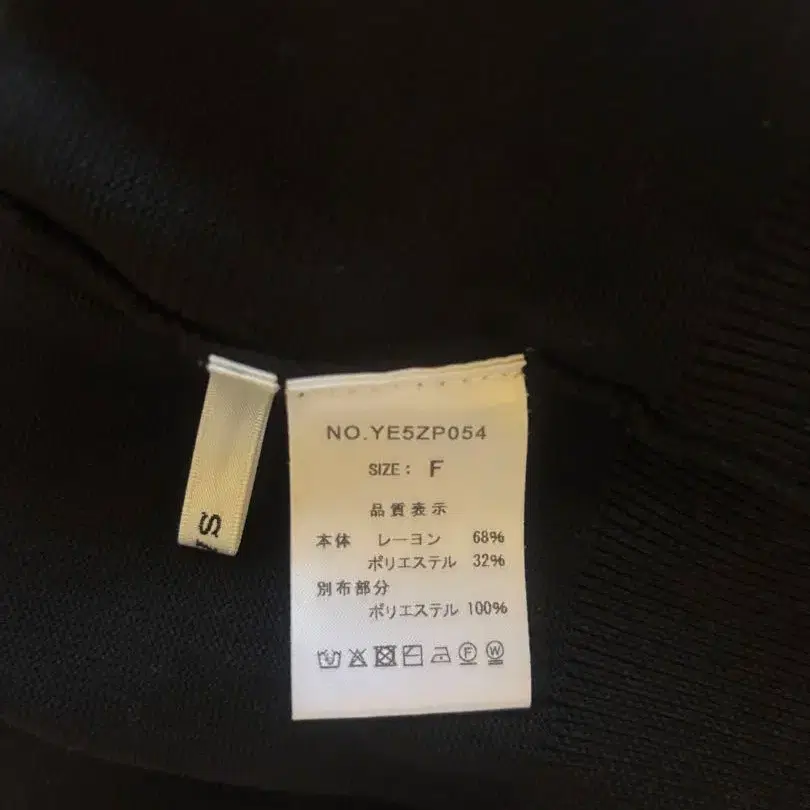 NO.YE5ZP054
SIZE: F
品質表示
本体 レーヨン 68%
ポリエステル 32%
別布部分
ポリエステル 100%
F W
S